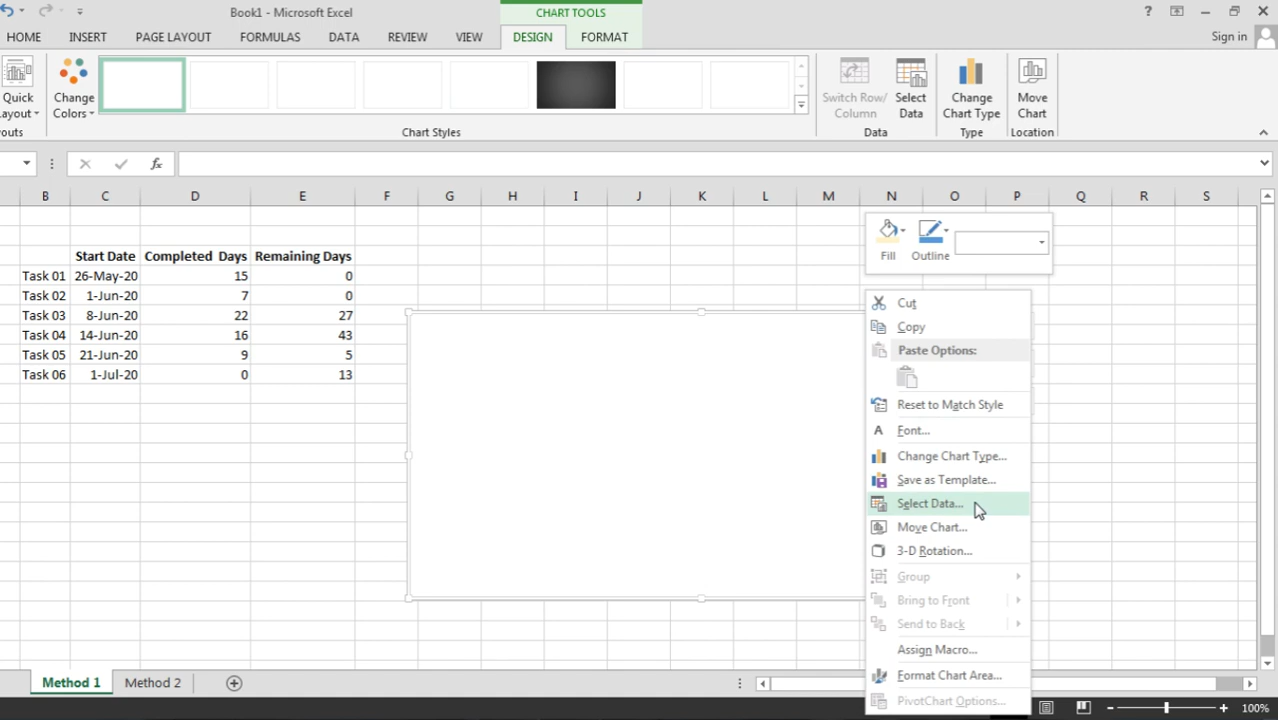 Book1 - Microsoft Excel
CHART TOOLS
?
HOME INSERT PAGE LAYOUT FORMULAS DATA REVIEW VIEW DESIGN FORMAT
Sign in
Quick
Layout
Change
Colors
Switch Row/
Column
Select
Data
Change
Chart Type
Move
Chart
Chart Styles
Data
Type
Location
fx
B C D E F G H I J K L M N O P Q R S
Start Date Completed Days Remaining Days
Task 01 26-May-20 15 0
Task 02 1-Jun-20 7 0
Task 03 8-Jun-20 22 27
Task 04 14-Jun-20 16 43
Task 05 21-Jun-20 9 5
Task 06 1-Jul-20 0 13
Fill Outline
Cut
Copy
Paste Options:
Reset to Match Style
A Font...
Change Chart Type...
Save as Template...
Select Data...
Move Chart...
3-D Rotation...
Group
Bring to Front
Send to Back
Assign Macro...
Format Chart Area...
PivotChart Options...
Method 1 Method 2
100%